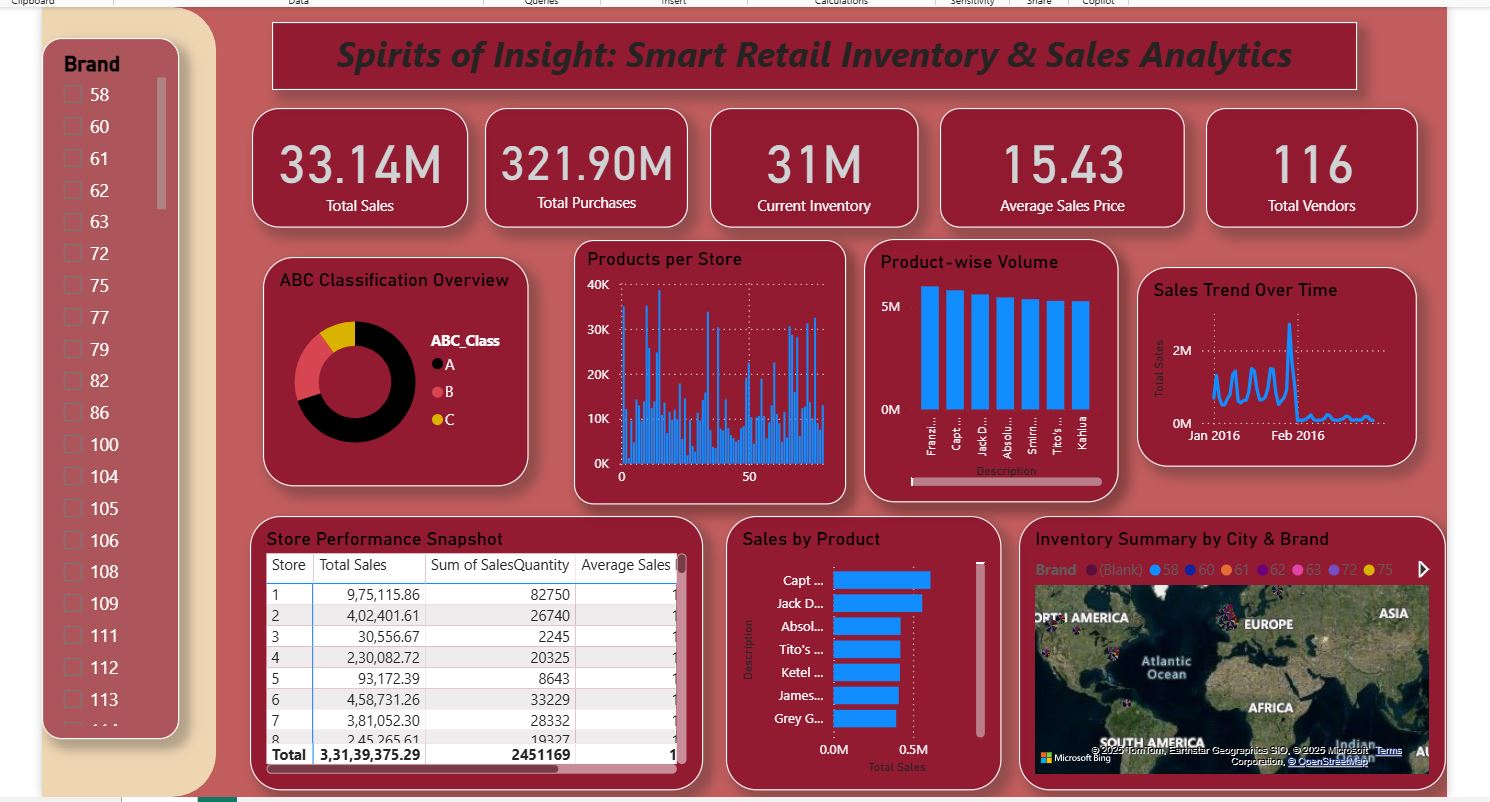 Clipboard Data Queries Insert Calculations Sensitivity Share Copilot
Spirits of Insight: Smart Retail Inventory & Sales Analytics
Brand
58
60
61
62
63
72
75
77
79
82
86
100
104
105
106
108
109
111
112
113
33.14M
Total Sales
321.90M
Total Purchases
31M
Current Inventory
15.43
Average Sales Price
116
Total Vendors
ABC Classification Overview
ABC_Class
A
B
C
Products per Store
40K
30K
20K
10K
0K
0 50
Product-wise Volume
5M
0M
Franzi...
Capt ...
Jack D...
Absolu...
Smirn...
Tito's ...
Kahlua
Description
Sales Trend Over Time
Total Sales
2M
0M
Jan 2016 Feb 2016
Store Performance Snapshot
Store Total Sales Sum of SalesQuantity Average Sales
1 9,75,115.86 82750 1
2 4,02,401.61 26740 1
3 30,556.67 2245 1
4 2,30,082.72 20325 1
5 93,172.39 8643 1
6 4,58,731.26 33229 1
7 3,81,052.30 28332 1
8 2,45,265.61 19327 1
Total 3,31,39,375.29 2451169 1
Sales by Product
Description
Capt ...
Jack D...
Absol...
Tito's ...
Ketel ...
James...
Grey G...
0.0M 0.5M
Total Sales
Inventory Summary by City & Brand
Brand (Blank) 58 60 61 62 63 72 75
NORTH AMERICA
EUROPE
ASIA
Atlantic
Ocean
AFRICA
SOUTH AMERICA
Indian
Microsoft Bing
© 2025 TomTom, Earthstar Geographics SIO, © 2025 Microsoft Terms
Corporation, © OpenStreetMap